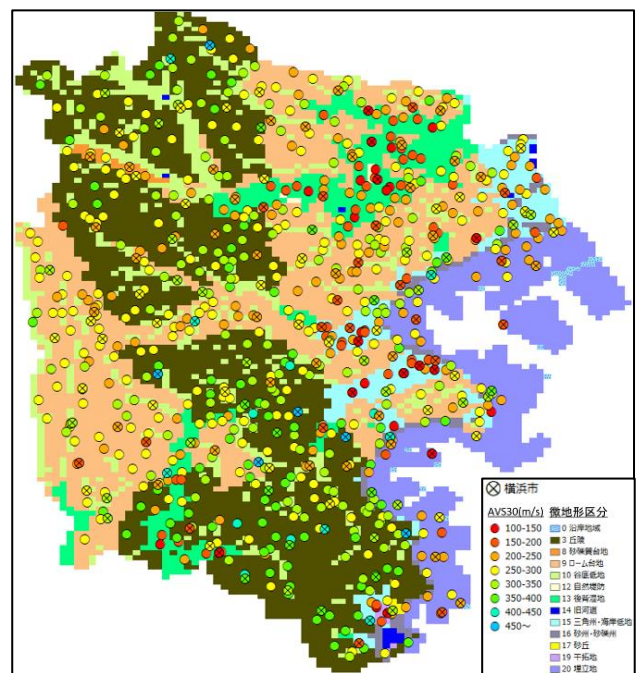 横浜市
AVS30(m/s) 微地形区分
100-150
150-200
200-250
250-300
300-350
350-400
400-450
450~
0 沿岸地域
3 丘陵
8 砂礫質台地
9 ローム台地
10 谷底低地
12 自然堤防
13 後背湿地
14 旧河道
15 三角州・海岸低地
16 砂州・砂礫州
17 砂丘
19 干拓地
20 埋立地